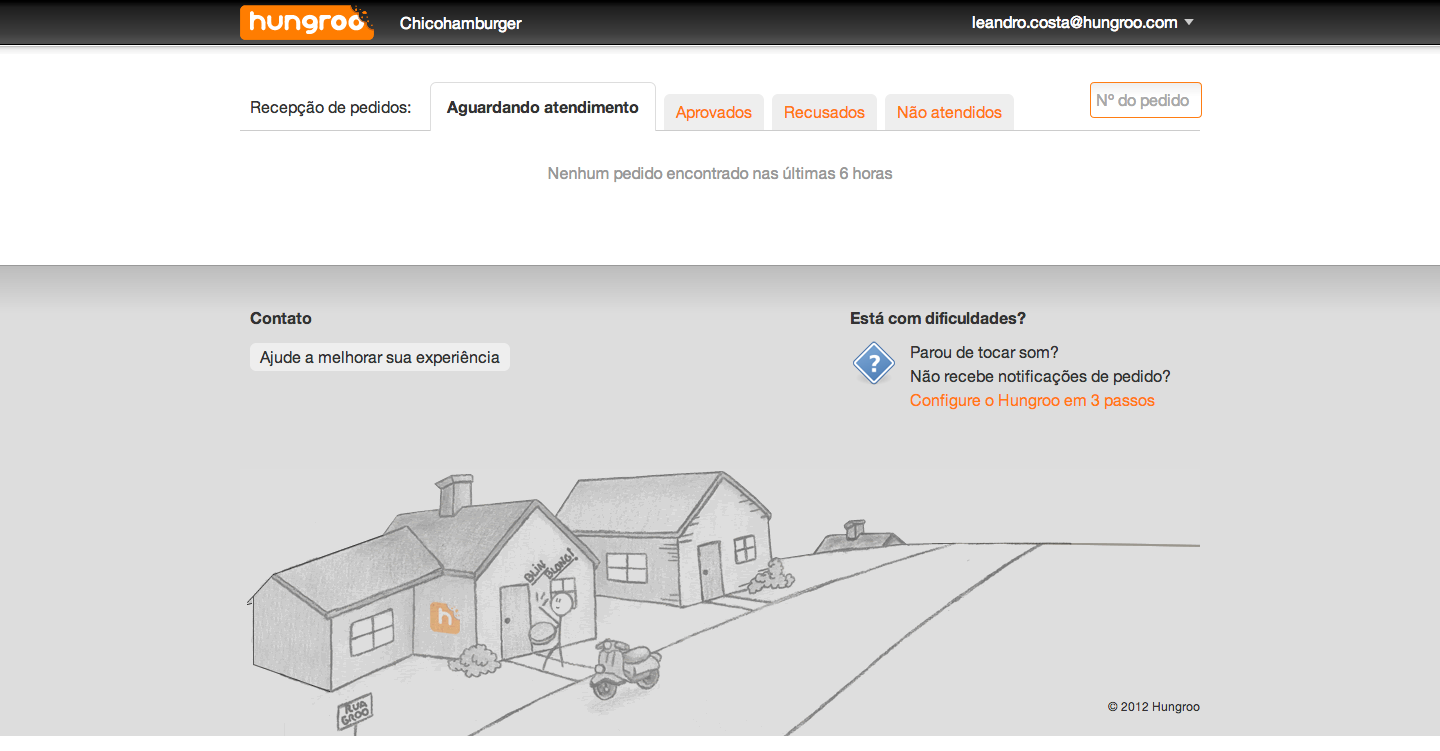 hungroo
Chicohamburger
leandro.costa@hungroo.com
Recepção de pedidos:
Aguardando atendimento
Aprovados
Recusados
Não atendidos
Nº do pedido
Nenhum pedido encontrado nas últimas 6 horas
Contato
Ajude a melhorar sua experiência
Está com dificuldades?
?
Parou de tocar som?
Não recebe notificações de pedido?
Configure o Hungroo em 3 passos
BLIN
BLONG!
h
RUA
GROO
© 2012 Hungroo